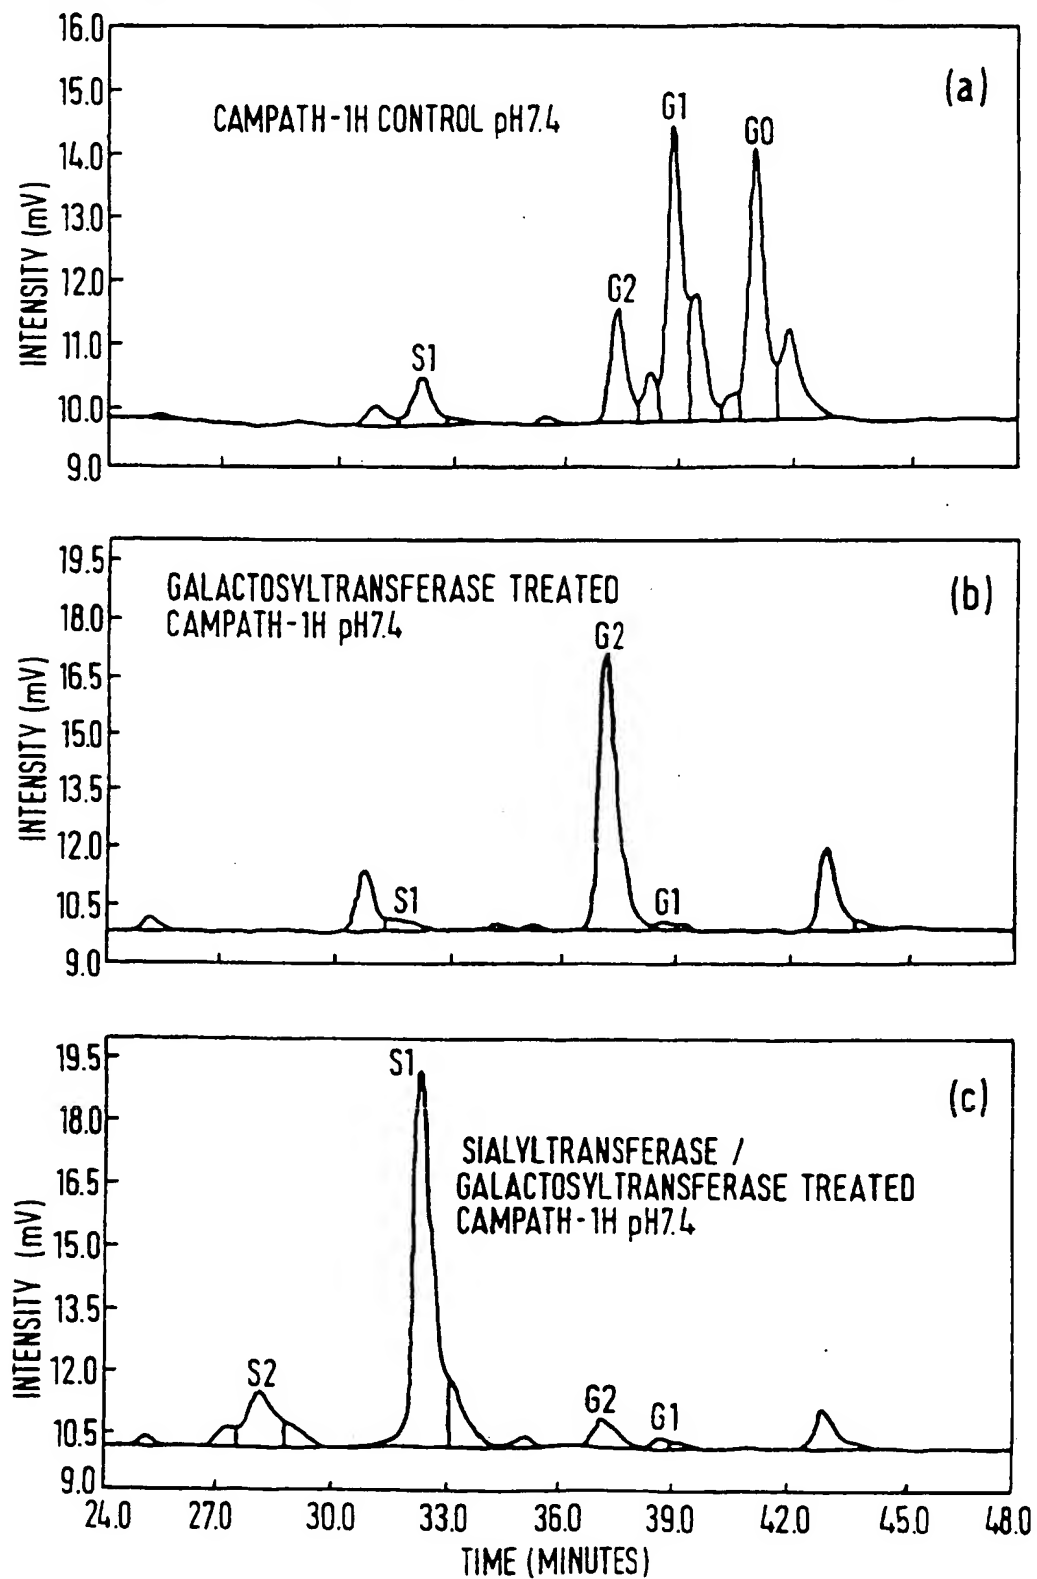 16.0
15.0
14.0
13.0
12.0
11.0
10.0
9.0
INTENSITY (mV)
CAMPATH-1H CONTROL pH7.4
(a)
S1
G2
G1
G0
19.5
18.0
16.5
15.0
13.5
12.0
10.5
9.0
INTENSITY (mV)
GALACTOSYLTRANSFERASE TREATED
CAMPATH-1H pH7.4
(b)
S1
G2
G1
19.5
18.0
16.5
15.0
13.5
12.0
10.5
9.0
INTENSITY (mV)
S1
(c)
SIALYLTRANSFERASE /
GALACTOSYLTRANSFERASE TREATED
CAMPATH-1H pH7.4
S2
G2
G1
24.0 27.0 30.0 33.0 36.0 39.0 42.0 45.0 48.0
TIME (MINUTES)